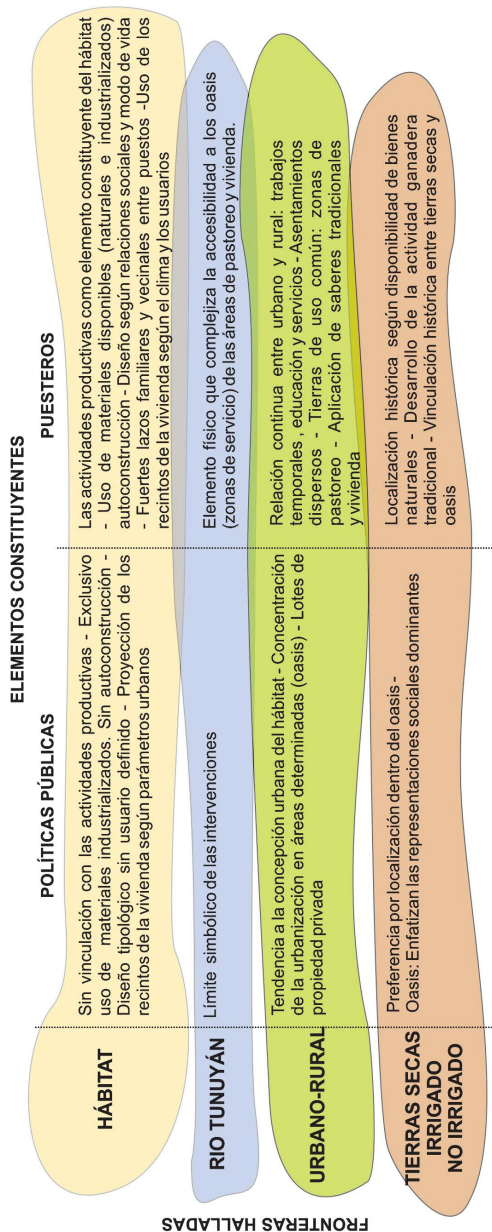 ELEMENTOS CONSTITUYENTES
POLÍTICAS PÚBLICAS
PUESTEROS
FRONTERAS HALLADAS
HÁBITAT
Sin vinculación con las actividades productivas - Exclusivo
uso de materiales industrializados. Sin autoconstrucción -
Diseño tipológico sin usuario definido - Proyección de los
recintos de la vivienda según parámetros urbanos
Las actividades productivas como elemento constituyente del hábitat
- Uso de materiales disponibles (naturales e industrializados)
autoconstrucción - Diseño según relaciones sociales y modo de vida
- Fuertes lazos familiares y vecinales entre puestos -Uso de los
recintos de la vivienda según el clima y los usuarios
RIO TUNUYÁN
Límite simbólico de las intervenciones
Elemento físico que complejiza la accesibilidad a los oasis
(zonas de servicio) de las áreas de pastoreo y vivienda.
URBANO-RURAL
Tendencia a la concepción urbana del hábitat - Concentración
de la urbanización en áreas determinadas (oasis) - Lotes de
propiedad privada
Relación continua entre urbano y rural: trabajos
temporales , educación y servicios - Asentamientos
dispersos - Tierras de uso común: zonas de
pastoreo - Aplicación de saberes tradicionales
y vivienda
TIERRAS SECAS
IRRIGADO
NO IRRIGADO
Preferencia por localización dentro del oasis -
Oasis: Enfatizan las representaciones sociales dominantes
Localización histórica según disponibilidad de bienes
naturales - Desarrollo de la actividad ganadera
tradicional - Vinculación histórica entre tierras secas y
oasis